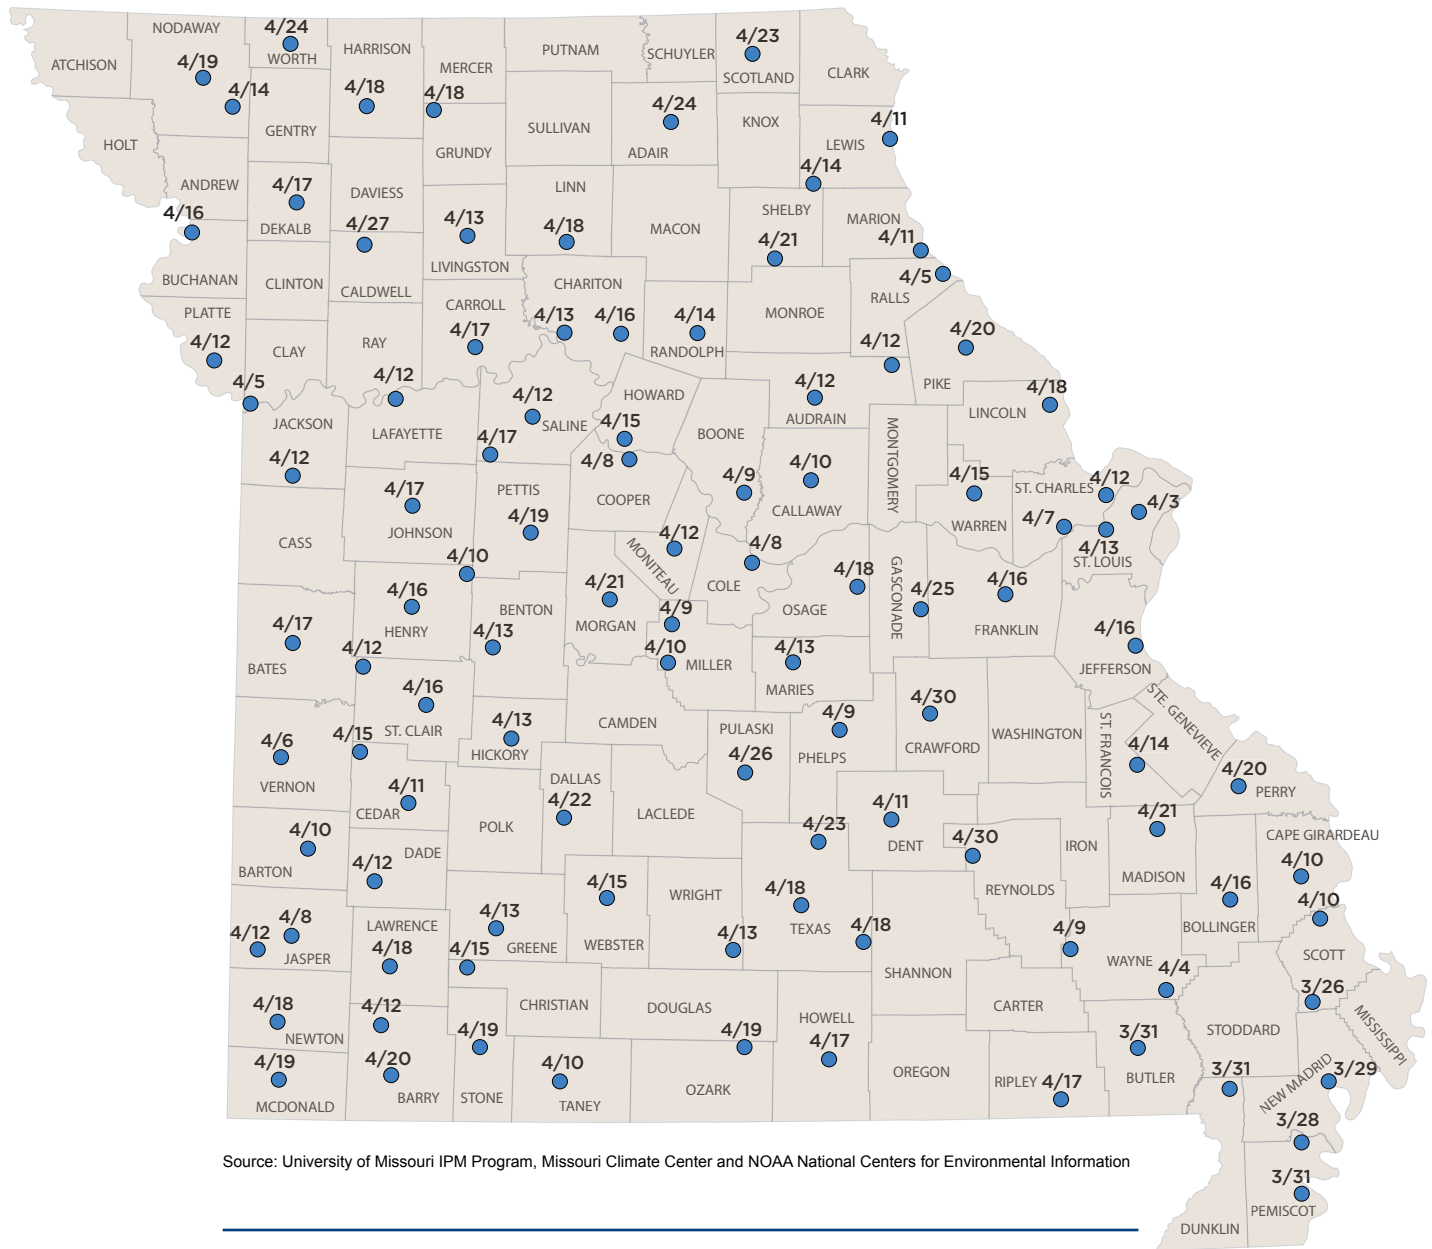 NODAWAY
4/24
WORTH
HARRISON
MERCER
PUTNAM
SCHUYLER
4/23
SCOTLAND
CLARK
ATCHISON
4/19
4/14
4/18
4/18
4/24
KNOX
4/11
HOLT
GENTRY
GRUNDY
SULLIVAN
ADAIR
LEWIS
4/14
ANDREW
4/17
DEKALB
DAVIESS
LINN
MACON
SHELBY
MARION
4/16
4/27
4/13
4/18
4/21
4/11
BUCHANAN
CLINTON
CALDWELL
LIVINGSTON
CHARITON
4/5
RALLS
PLATTE
CARROLL
4/13
4/16
4/14
RANDOLPH
MONROE
4/12
CLAY
RAY
4/17
4/12
4/20
PIKE
4/5
4/12
4/12
HOWARD
4/12
AUDRAIN
4/18
LINCOLN
JACKSON
LAFAYETTE
SALINE
4/15
BOONE
MONTGOMERY
4/12
4/17
4/8
4/9
4/10
4/15
ST. CHARLES
4/12
4/3
4/17
PETTIS
COOPER
CALLAWAY
WARREN
4/7
CASS
JOHNSON
4/19
4/12
MONITEAU
4/8
4/13
ST. LOUIS
4/10
COLE
4/18
GASCONADE
4/25
4/16
4/16
HENRY
BENTON
4/21
MORGAN
4/9
OSAGE
FRANKLIN
4/17
BATES
4/12
4/13
4/10
MILLER
4/13
MARIES
4/16
JEFFERSON
4/16
ST. CLAIR
4/13
HICKORY
CAMDEN
PULASKI
4/26
4/9
PHELPS
4/30
CRAWFORD
WASHINGTON
ST. FRANCOIS
STE. GENEVIEVE
4/14
4/6
VERNON
4/15
4/11
CEDAR
DALLAS
4/22
LACLEDE
4/11
DENT
4/20
PERRY
POLK
4/23
4/30
IRON
4/21
MADISON
CAPE GIRARDEAU
4/10
4/10
BARTON
DADE
4/12
4/15
WEBSTER
WRIGHT
4/18
TEXAS
REYNOLDS
4/16
BOLLINGER
4/10
4/12
4/8
JASPER
LAWRENCE
4/18
4/13
GREENE
4/15
4/13
4/18
SHANNON
4/9
WAYNE
4/4
SCOTT
3/26
MISSISSIPPI
4/18
NEWTON
4/12
CHRISTIAN
DOUGLAS
HOWELL
CARTER
STODDARD
4/19
MCDONALD
4/20
BARRY
4/19
STONE
4/10
TANEY
4/19
OZARK
4/17
OREGON
RIPLEY
4/17
3/31
BUTLER
3/31
NEW MADRID
3/29
3/28
3/31
PEMISCOT
DUNKLIN
Source: University of Missouri IPM Program, Missouri Climate Center and NOAA National Centers for Environmental Information